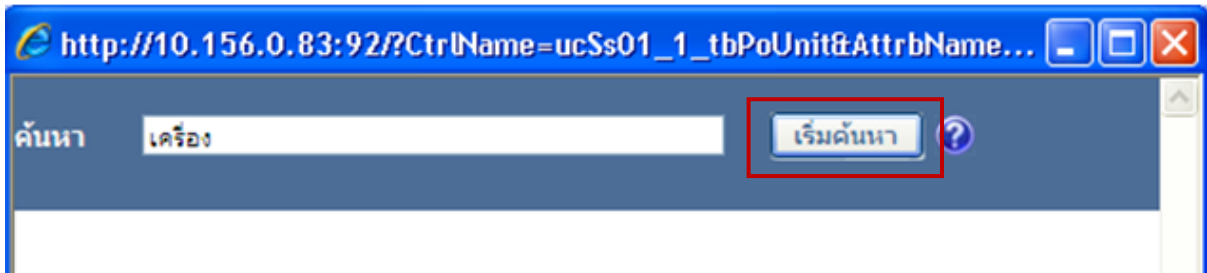 http://10.156.0.83:92/?CtrlName=ucSs01_1_tbPoUnit&AttrbName...
ค้นหา เครื่อง เริ่มค้นหา ?